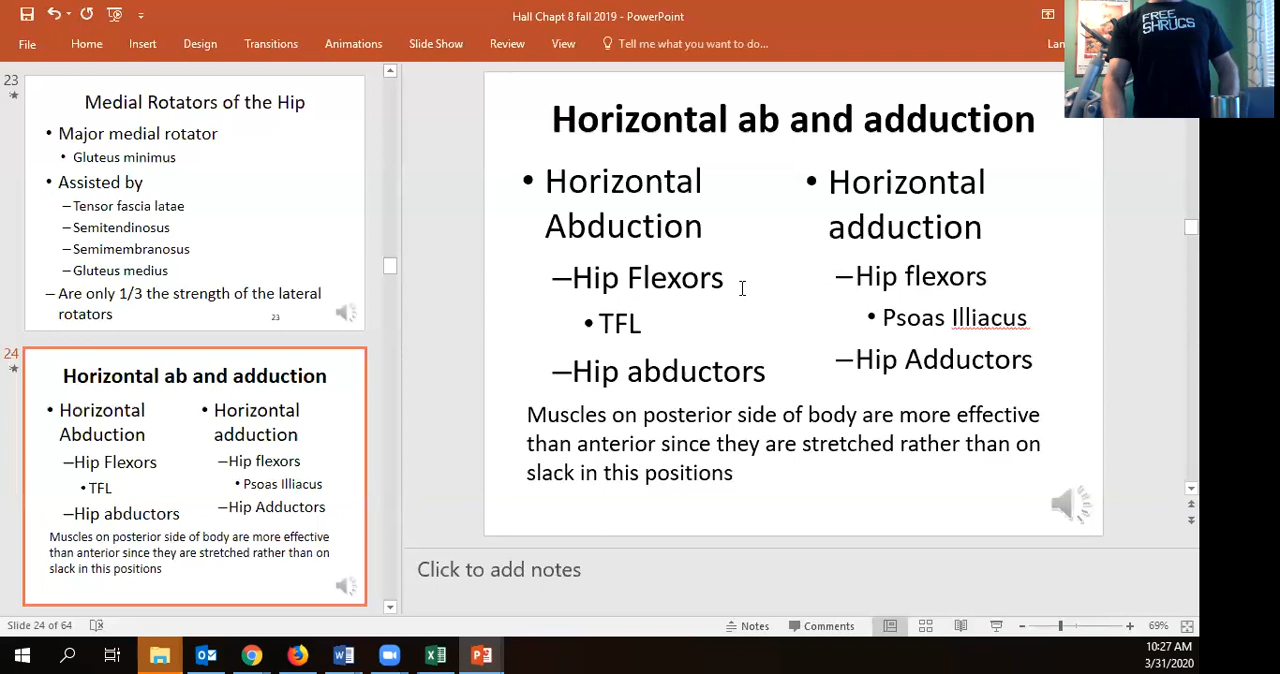 Hall Chapt 8 fall 2019 - PowerPoint
File Home Insert Design Transitions Animations Slide Show Review View Tell me what you want to do... Lan
FREE
SHRUGS
23
Medial Rotators of the Hip
• Major medial rotator
• Gluteus minimus
• Assisted by
–Tensor fascia latae
–Semitendinosus
–Semimembranosus
–Gluteus medius
– Are only 1/3 the strength of the lateral
rotators
23
24
Horizontal ab and adduction
• Horizontal
Abduction
–Hip Flexors
• TFL
–Hip abductors
• Horizontal
adduction
–Hip flexors
• Psoas Illiacus
–Hip Adductors
Muscles on posterior side of body are more effective
than anterior since they are stretched rather than on
slack in this positions
Horizontal ab and adduction
• Horizontal
Abduction
–Hip Flexors
• TFL
–Hip abductors
• Horizontal
adduction
–Hip flexors
• Psoas Illiacus
–Hip Adductors
Muscles on posterior side of body are more effective
than anterior since they are stretched rather than on
slack in this positions
Click to add notes
Slide 24 of 64
Notes Comments 69%
10:27 AM
3/31/2020